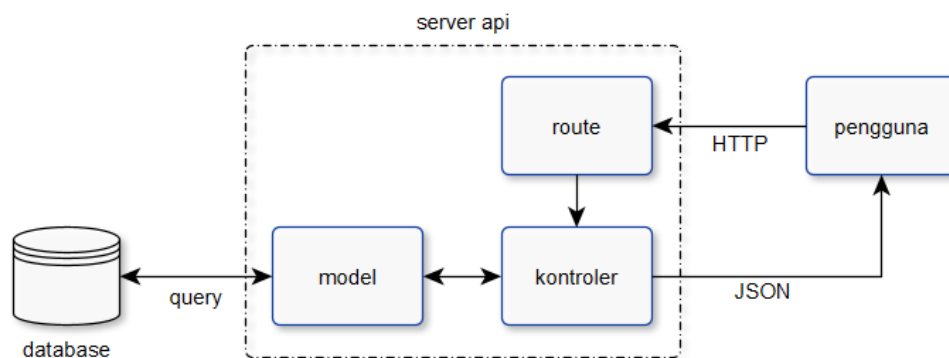 server api
route
pengguna
HTTP
model
kontroler
query
JSON
database